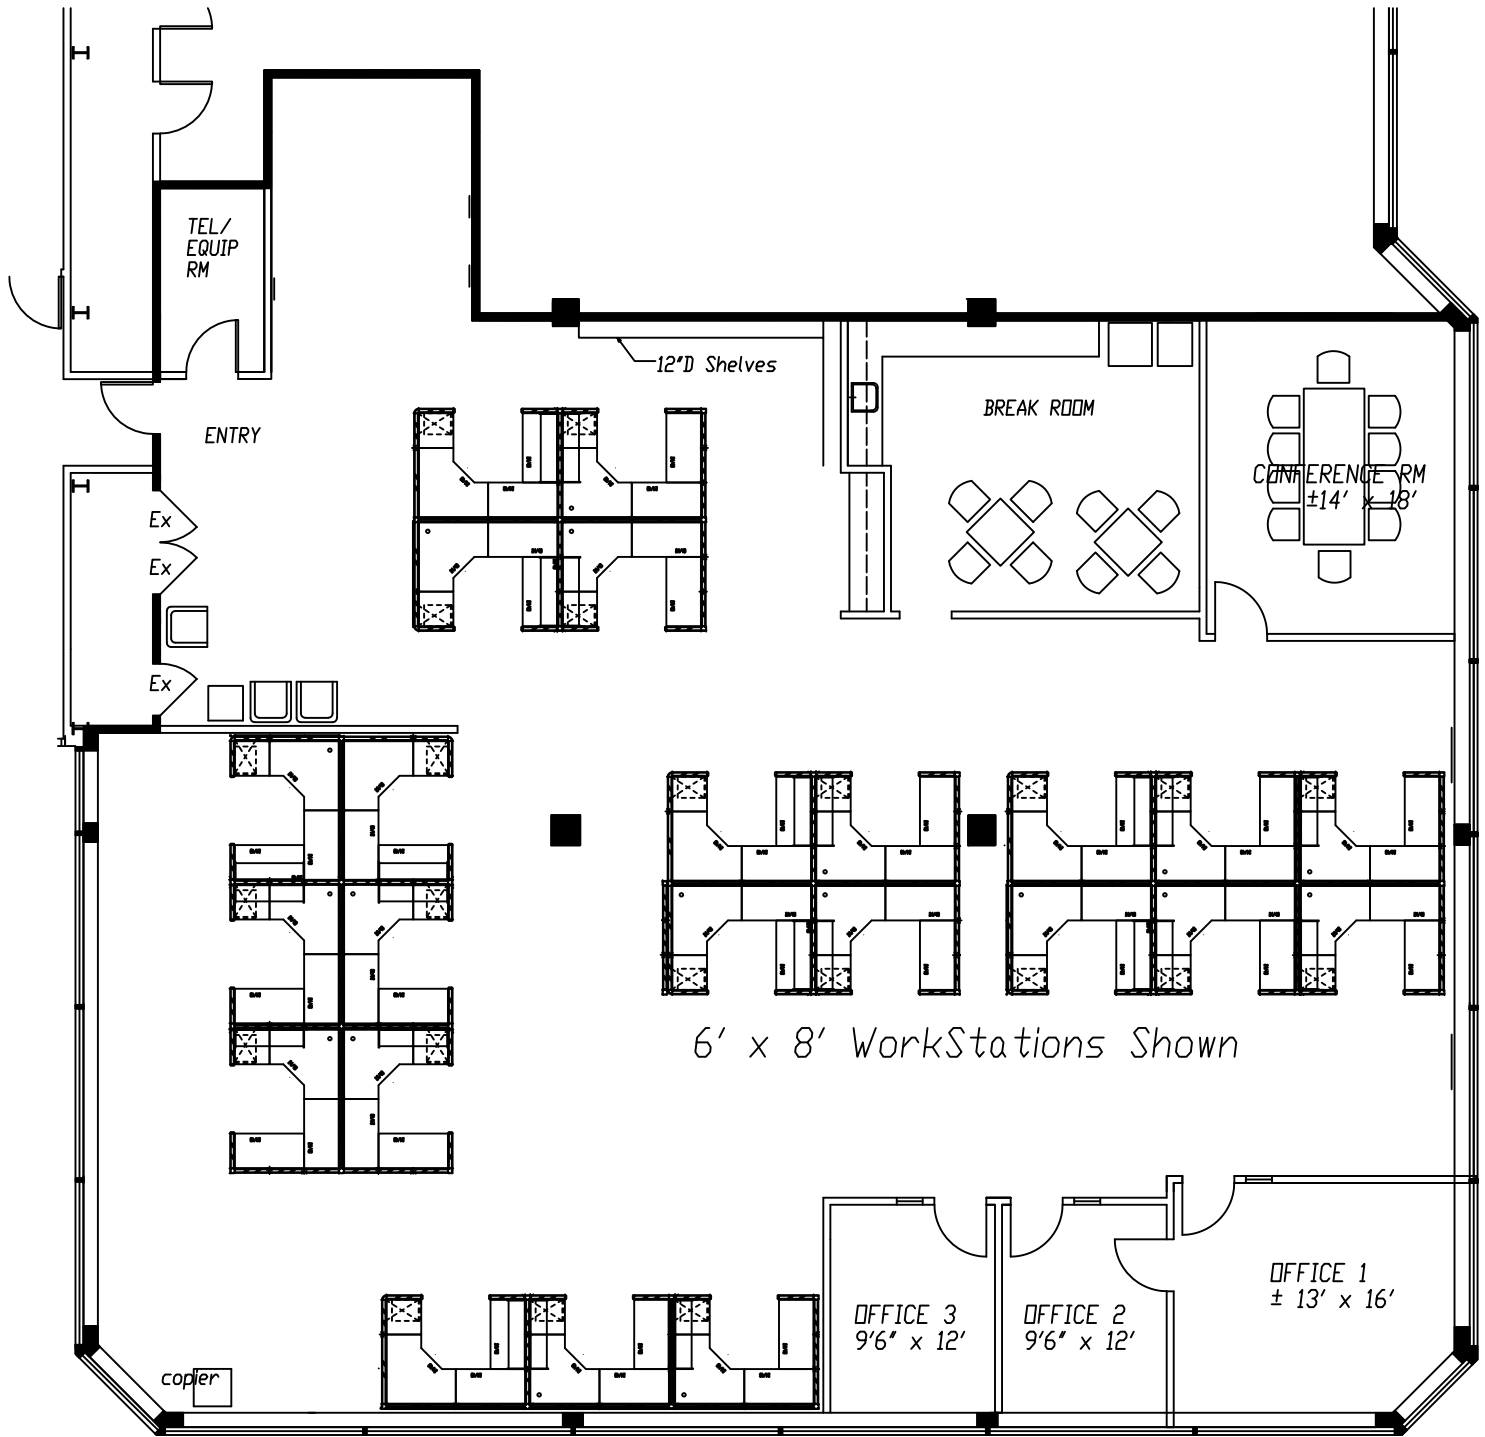 TEL/
EQUIP
RM
12"D Shelves
BREAK ROOM
ENTRY
CONFERENCE RM
±14' x 18'
Ex
Ex
Ex
6' x 8' WorkStations Shown
OFFICE 1
± 13' x 16'
OFFICE 3
9'6" x 12'
OFFICE 2
9'6" x 12'
copier